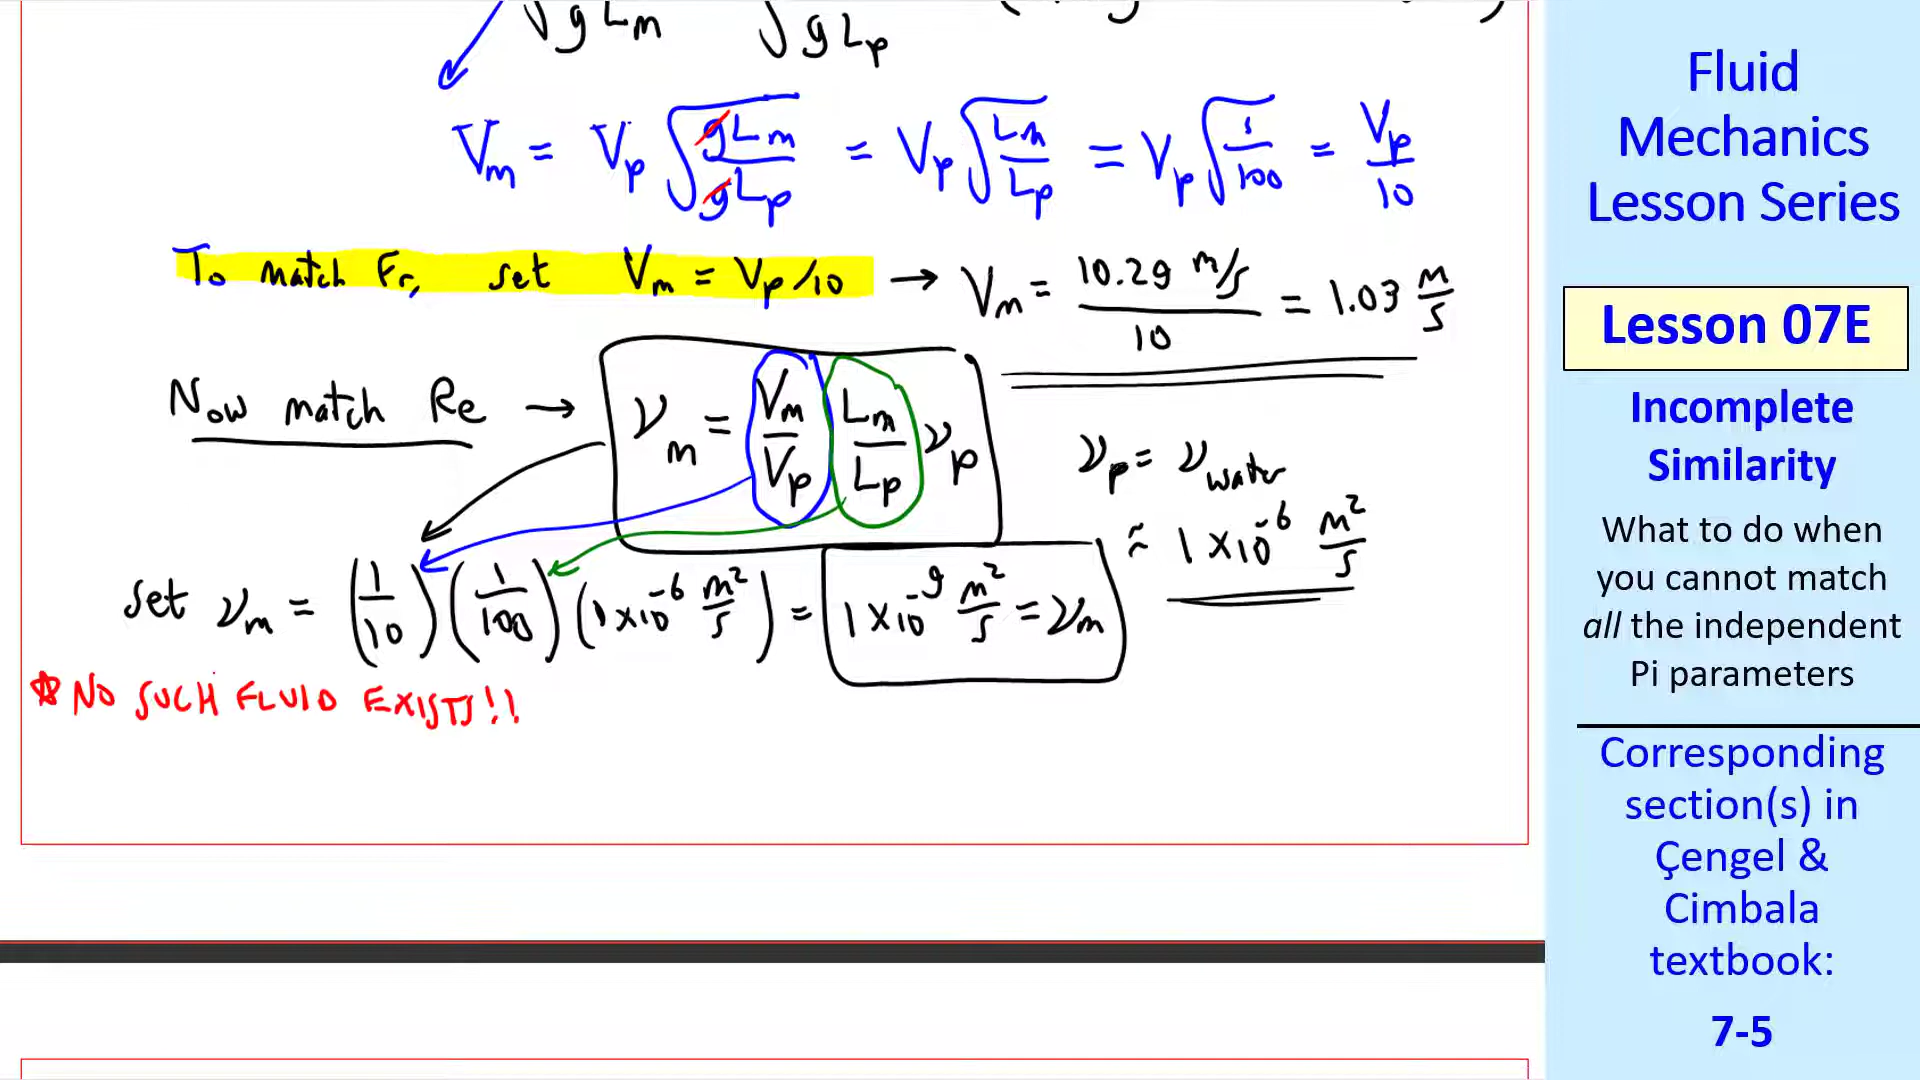 √gLm √gLp
Vm = Vp √(gLm/gLp) = Vp √(Lm/Lp) = Vp √(1/100) = Vp/10
To match Fr, set Vm = Vp/10 → Vm = 10.29 m/s / 10 = 1.03 m/s
Now match Re → νm = (Vm/Vp) (Lm/Lp) νp
νp = νwater
≈ 1×10⁻⁶ m²/s
set νm = (1/10) (1/100) (1×10⁻⁶ m²/s) = 1×10⁻⁹ m²/s = νm
* NO SUCH FLUID EXISTS!!
Fluid
Mechanics
Lesson Series
Lesson 07E
Incomplete
Similarity
What to do when
you cannot match
all the independent
Pi parameters
Corresponding
section(s) in
Çengel &
Cimbala
textbook:
7-5